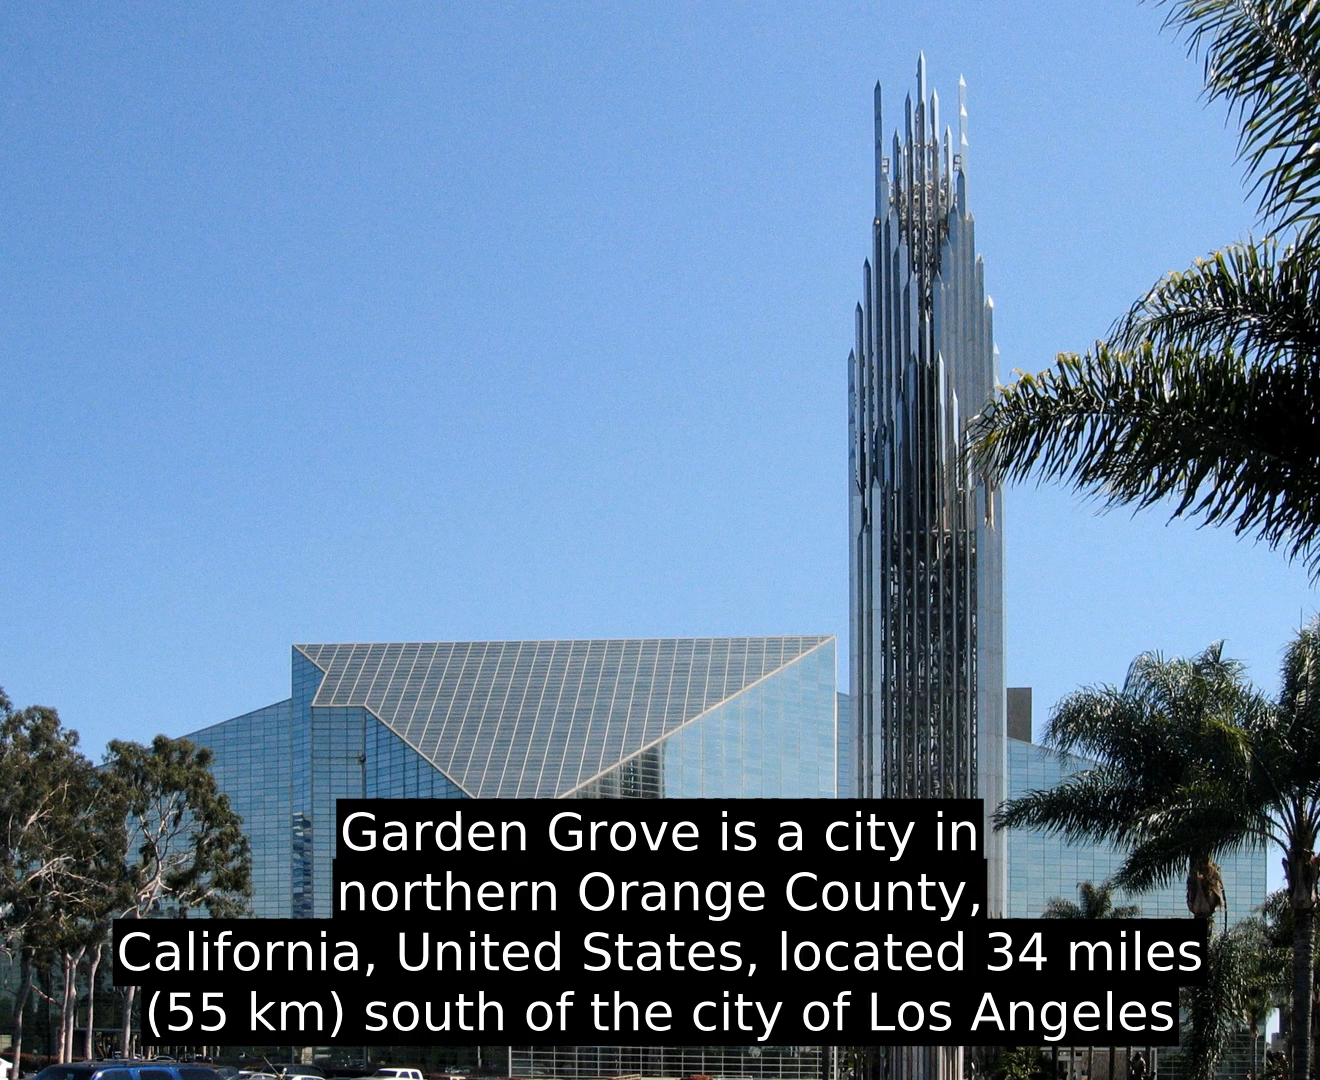 Garden Grove is a city in
northern Orange County,
California, United States, located 34 miles
(55 km) south of the city of Los Angeles